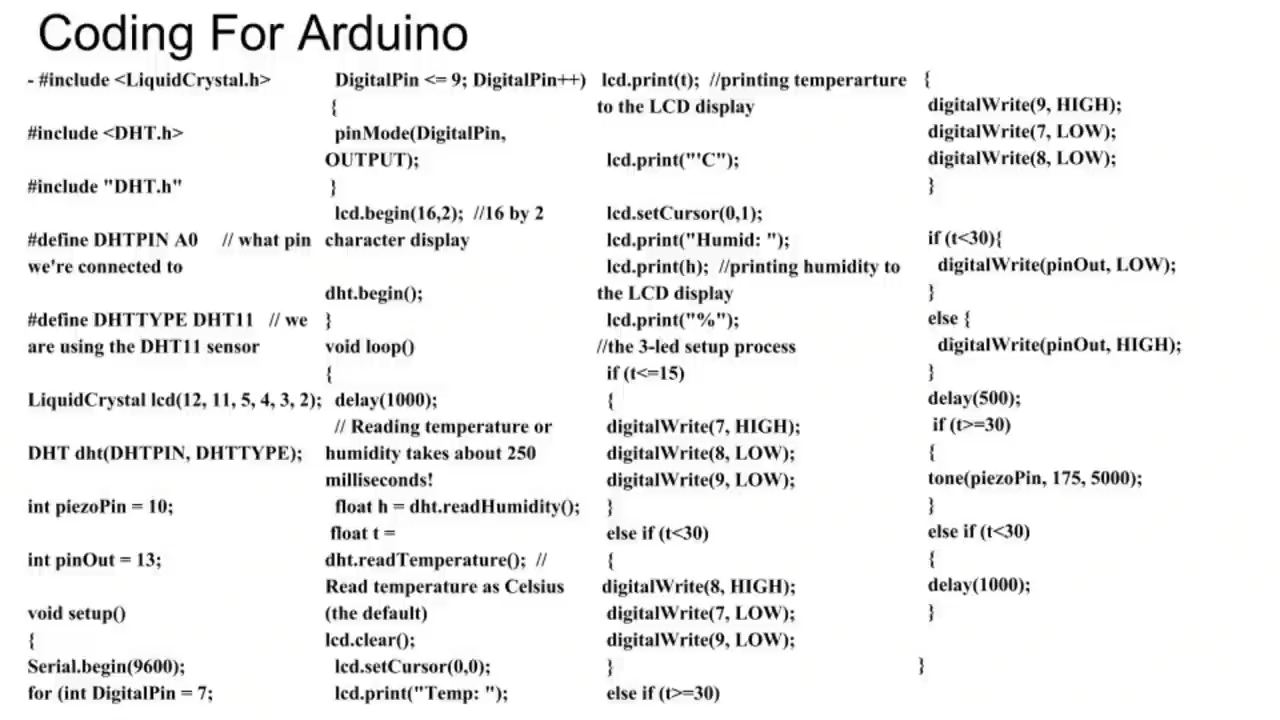 Coding For Arduino
- #include <LiquidCrystal.h>
#include <DHT.h>
#include "DHT.h"
#define DHTPIN A0 // what pin
we're connected to
#define DHTTYPE DHT11 // we
are using the DHT11 sensor
LiquidCrystal lcd(12, 11, 5, 4, 3, 2);
DHT dht(DHTPIN, DHTTYPE);
int piezoPin = 10;
int pinOut = 13;
void setup()
{
Serial.begin(9600);
for (int DigitalPin = 7;
DigitalPin <= 9; DigitalPin++)
{
pinMode(DigitalPin,
OUTPUT);
}
lcd.begin(16,2); //16 by 2
character display
dht.begin();
}
void loop()
{
delay(1000);
// Reading temperature or
humidity takes about 250
milliseconds!
float h = dht.readHumidity();
float t =
dht.readTemperature(); //
Read temperature as Celsius
(the default)
lcd.clear();
lcd.setCursor(0,0);
lcd.print("Temp: ");
lcd.print(t); //printing temperarture
to the LCD display
lcd.print("'C");
lcd.setCursor(0,1);
lcd.print("Humid: ");
lcd.print(h); //printing humidity to
the LCD display
lcd.print("%");
//the 3-led setup process
if (t<=15)
{
digitalWrite(7, HIGH);
digitalWrite(8, LOW);
digitalWrite(9, LOW);
}
else if (t<30)
{
digitalWrite(8, HIGH);
digitalWrite(7, LOW);
digitalWrite(9, LOW);
}
else if (t>=30)
{
digitalWrite(9, HIGH);
digitalWrite(7, LOW);
digitalWrite(8, LOW);
}
if (t<30){
digitalWrite(pinOut, LOW);
}
else {
digitalWrite(pinOut, HIGH);
}
delay(500);
if (t>=30)
{
tone(piezoPin, 175, 5000);
}
else if (t<30)
{
delay(1000);
}
}